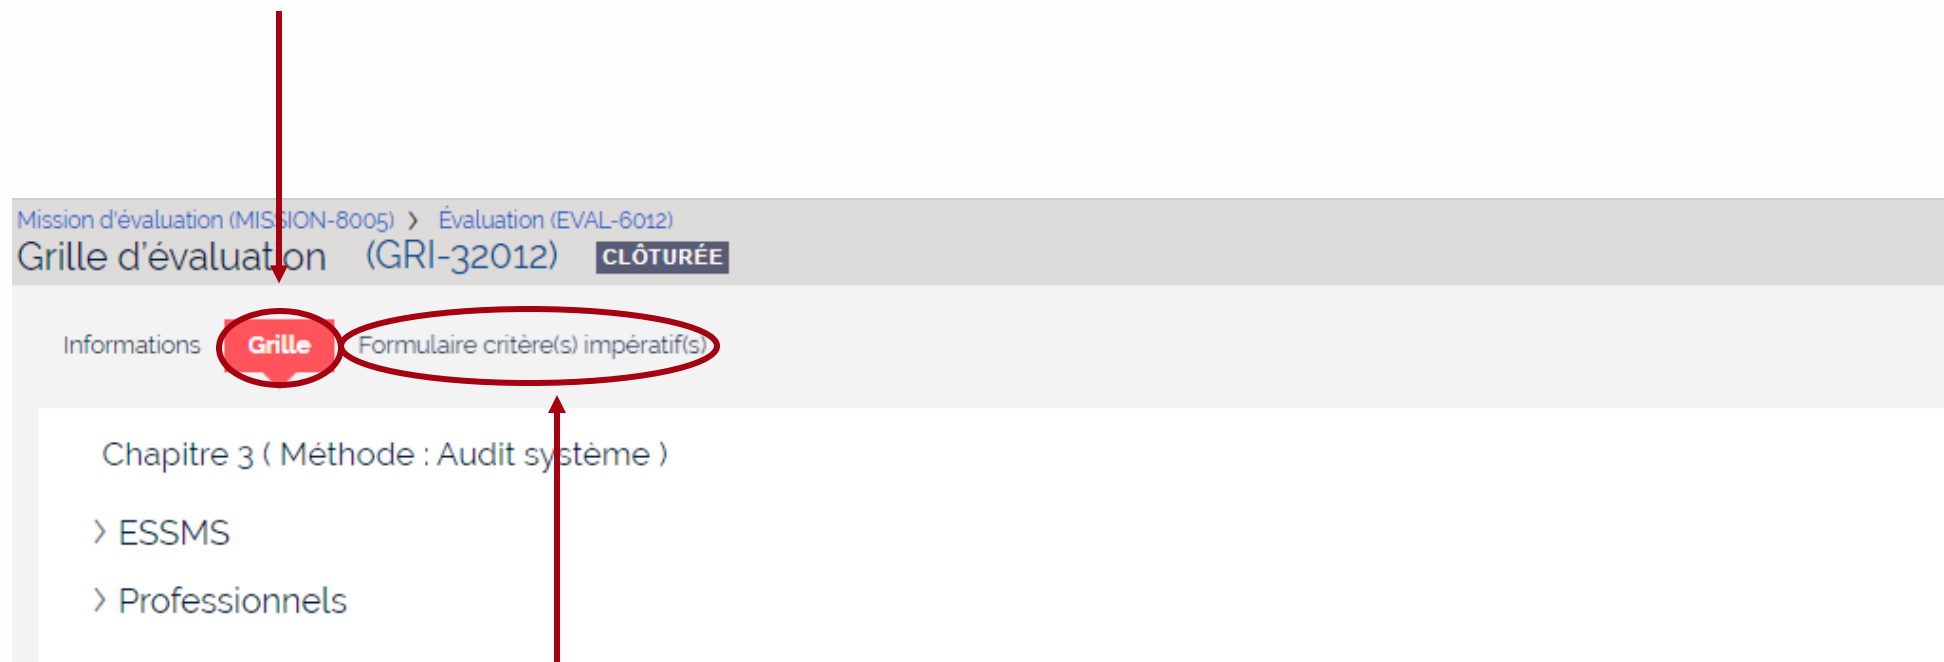 Mission d'évaluation (MISSION-8005) > Évaluation (EVAL-6012)
Grille d'évaluation (GRI-32012) CLÔTURÉE
Informations Grille Formulaire critère(s) impératif(s)
Chapitre 3 ( Méthode : Audit système )
> ESSMS
> Professionnels